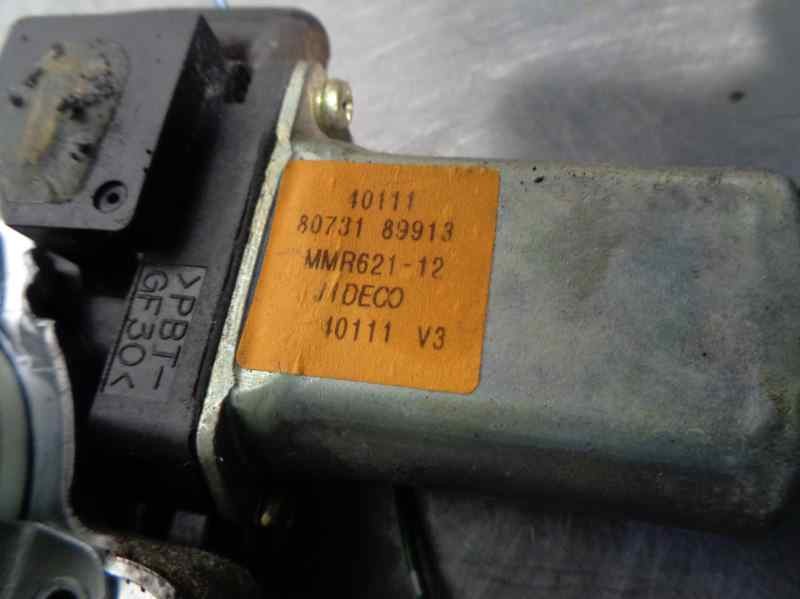 40111
80731 89913
MMR621-12
JIDECO
40111 V3
>PBT-
GF30<